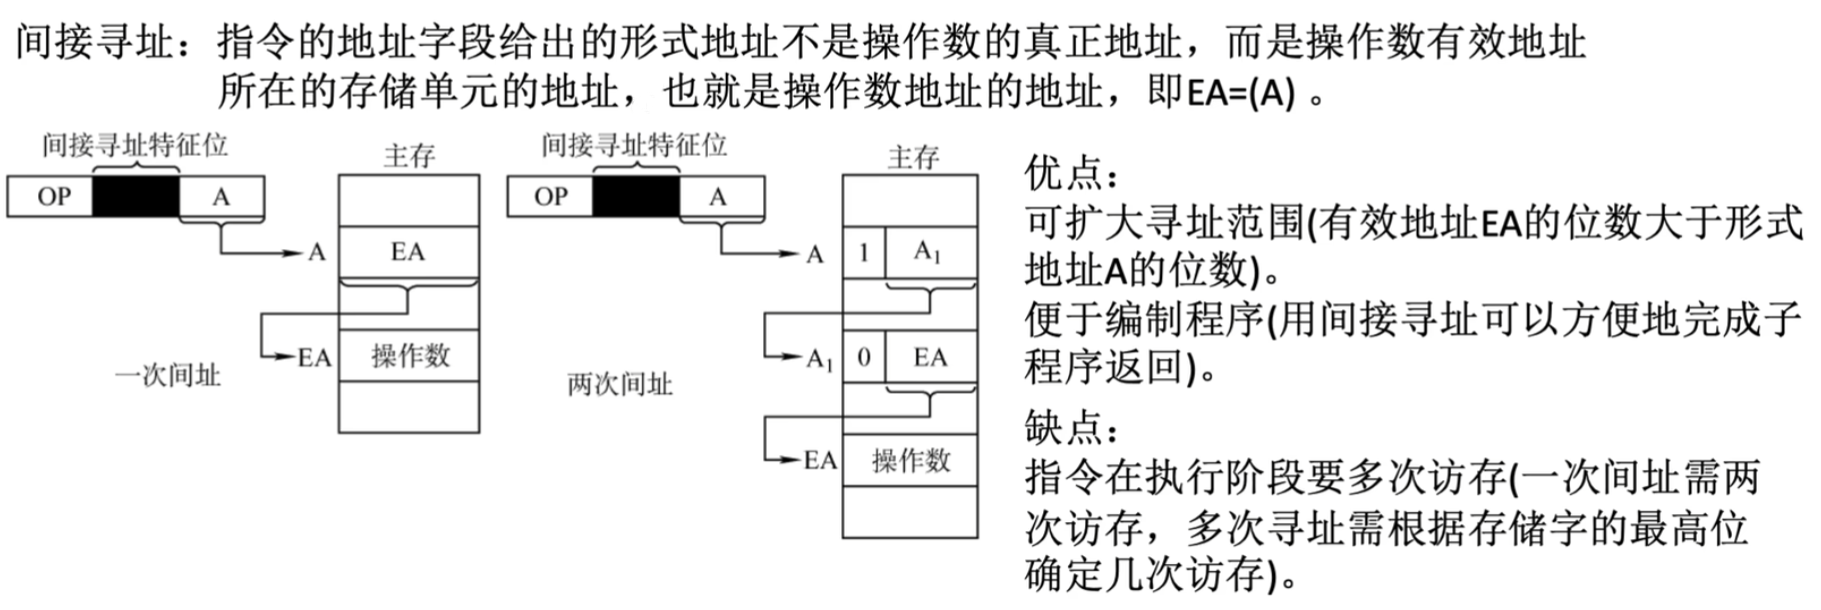 间接寻址：指令的地址字段给出的形式地址不是操作数的真正地址，而是操作数有效地址
所在的存储单元的地址，也就是操作数地址的地址，即EA=(A) 。
间接寻址特征位
主存
OP
A
A
EA
EA
操作数
一次间址
间接寻址特征位
主存
OP
A
A
1
A₁
A₁
0
EA
EA
操作数
两次间址
优点：
可扩大寻址范围(有效地址EA的位数大于形式
地址A的位数)。
便于编制程序(用间接寻址可以方便地完成子
程序返回)。
缺点：
指令在执行阶段要多次访存(一次间址需两
次访存，多次寻址需根据存储字的最高位
确定几次访存)。